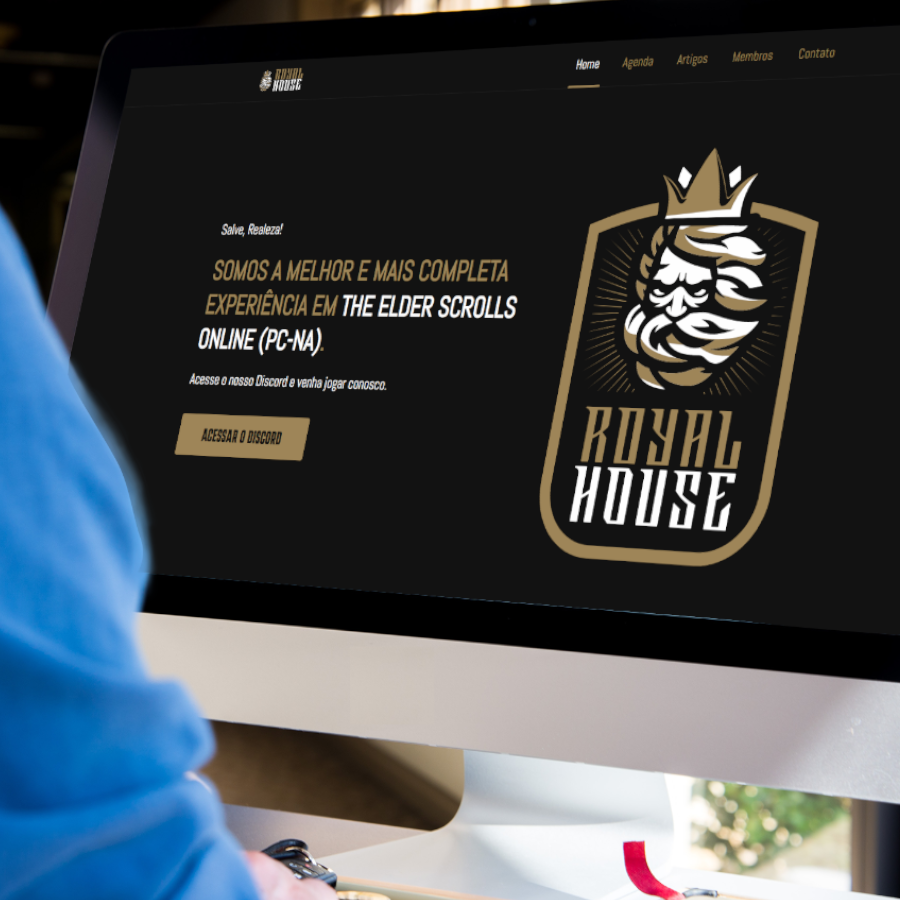 ROYAL
HOUSE
Home Agenda Artigos Membros Contato
Salve, Realeza!
SOMOS A MELHOR E MAIS COMPLETA
EXPERIÊNCIA EM THE ELDER SCROLLS
ONLINE (PC-NA).
Acesse o nosso Discord e venha jogar conosco.
ACESSAR O DISCORD
ROYAL
HOUSE